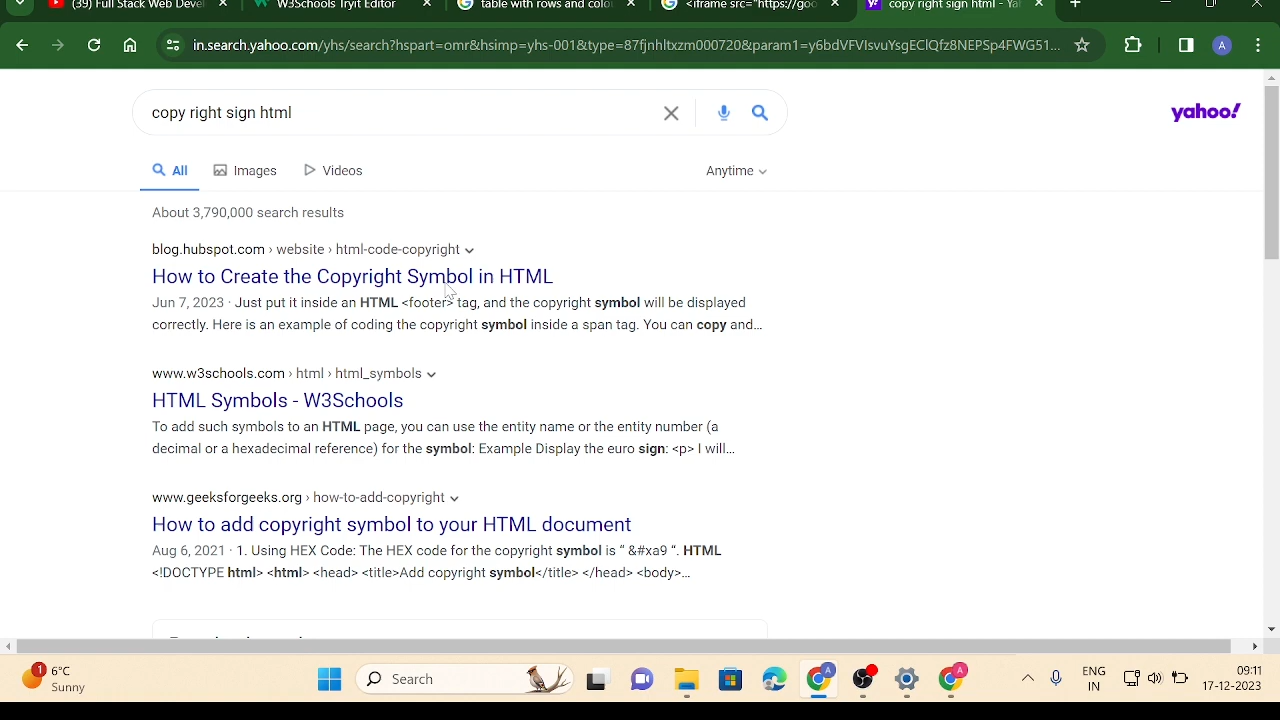 (39) Full Stack Web Devel
W3Schools Tryit Editor
table with rows and colu
<iframe src="https://goo
copy right sign html - Ya
in.search.yahoo.com/yhs/search?hspart=omr&hsimp=yhs-001&type=87fjnhltxzm000720&param1=y6bdVFVIsvuYsgEClQfz8NEPSp4FWG51...
A
copy right sign html
yahoo!
All
Images
Videos
Anytime
About 3,790,000 search results
blog.hubspot.com › website › html-code-copyright
How to Create the Copyright Symbol in HTML
Jun 7, 2023 · Just put it inside an HTML <footer> tag, and the copyright symbol will be displayed
correctly. Here is an example of coding the copyright symbol inside a span tag. You can copy and...
www.w3schools.com › html › html_symbols
HTML Symbols - W3Schools
To add such symbols to an HTML page, you can use the entity name or the entity number (a
decimal or a hexadecimal reference) for the symbol: Example Display the euro sign: <p> I will...
www.geeksforgeeks.org › how-to-add-copyright
How to add copyright symbol to your HTML document
Aug 6, 2021 · 1. Using HEX Code: The HEX code for the copyright symbol is “ &#xa9 “. HTML
<!DOCTYPE html> <html> <head> <title>Add copyright symbol</title> </head> <body>...
1
6°C
Sunny
Search
A
A
ENG
IN
09:11
17-12-2023